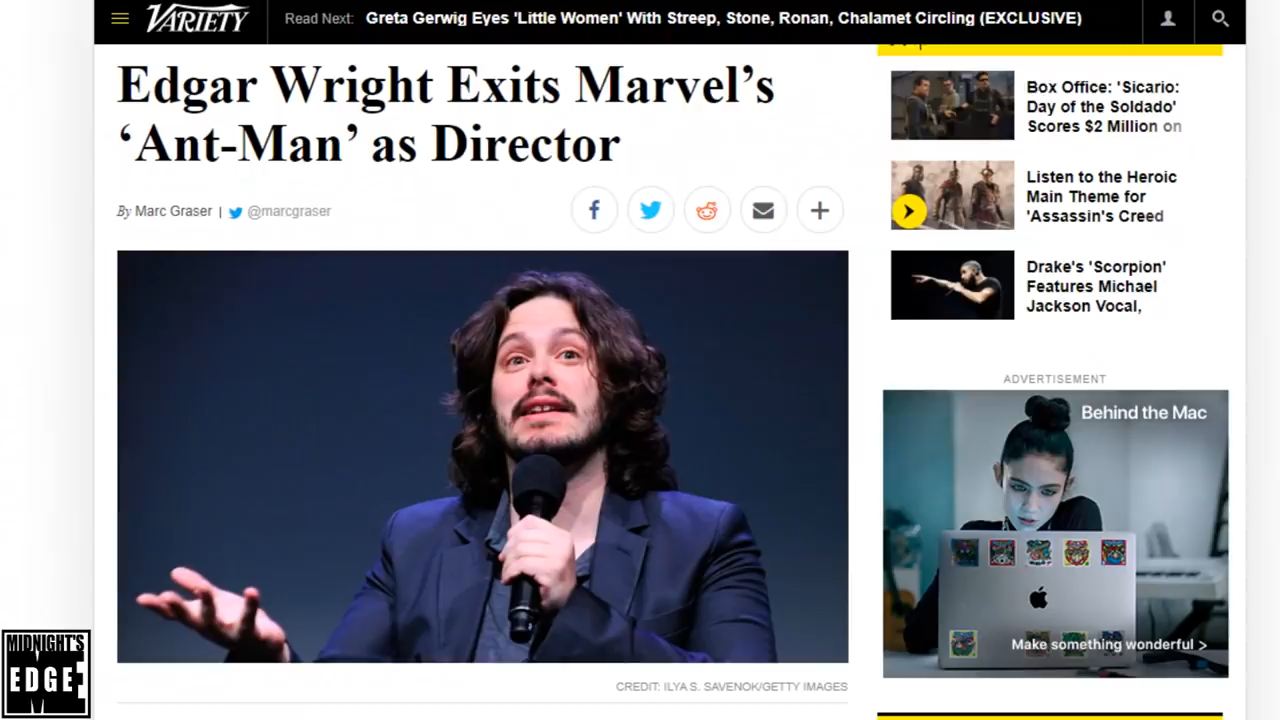 VARIETY
Read Next: Greta Gerwig Eyes 'Little Women' With Streep, Stone, Ronan, Chalamet Circling (EXCLUSIVE)
Edgar Wright Exits Marvel’s
‘Ant-Man’ as Director
By Marc Graser | @marcgraser
Box Office: 'Sicario:
Day of the Soldado'
Scores $2 Million on
Listen to the Heroic
Main Theme for
'Assassin's Creed
Drake's 'Scorpion'
Features Michael
Jackson Vocal,
ADVERTISEMENT
Behind the Mac
Make something wonderful >
CREDIT: ILYA S. SAVENOK/GETTY IMAGES
MIDNIGHT'S
EDGE